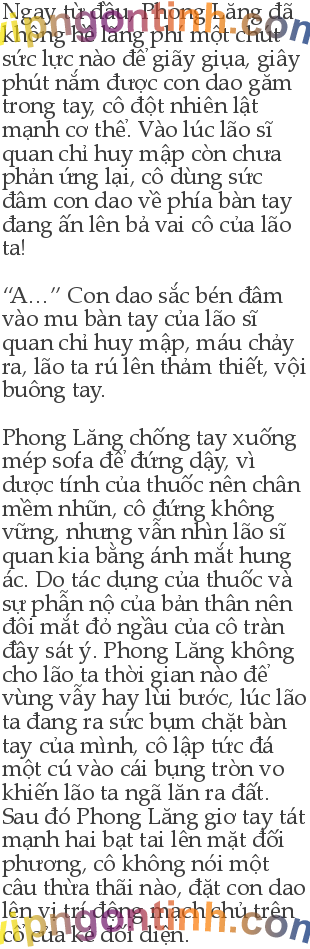 Ngay từ đầu, Phong Lăng đã
không hề lãng phí một chút
sức lực nào để giãy giụa, giây
phút nắm được con dao găm
trong tay, cô đột nhiên lật
mạnh cơ thể. Vào lúc lão sĩ
quan chỉ huy mập còn chưa
phản ứng lại, cô dùng sức
đâm con dao về phía bàn tay
đang ấn lên bả vai cô của lão
ta!
“A…” Con dao sắc bén đâm
vào mu bàn tay của lão sĩ
quan chỉ huy mập, máu chảy
ra, lão ta rú lên thảm thiết, vội
buông tay.
Phong Lăng chống tay xuống
mép sofa để đứng dậy, vì
dược tính của thuốc nên chân
mềm nhũn, cô đứng không
vững, nhưng vẫn nhìn lão sĩ
quan kia bằng ánh mắt hung
ác. Do tác dụng của thuốc và
sự phẫn nộ của bản thân nên
đôi mắt đỏ ngầu của cô tràn
đầy sát ý. Phong Lăng không
cho lão ta thời gian nào để
vùng vẫy hay lùi bước, lúc lão
ta đang ra sức bụm chặt bàn
tay của mình, cô lập tức đá
một cú vào cái bụng tròn vo
khiến lão ta ngã lăn ra đất.
Sau đó Phong Lăng giơ tay tát
mạnh hai bạt tai lên mặt đối
phương, cô không nói một
câu thừa thãi nào, đặt con dao
lên vị trí động mạch chủ trên
cổ của kẻ đối diện.
vipngontinh.com
vipngontinh.com